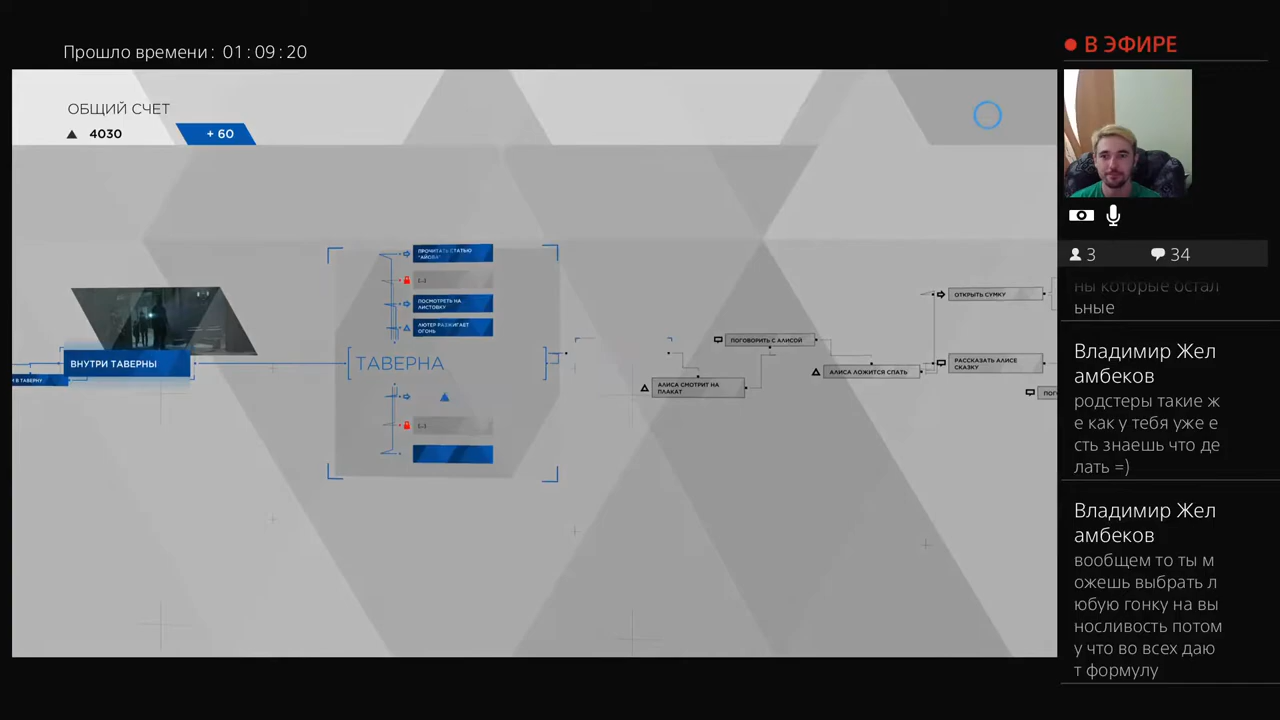 Прошло времени: 01:09:20
В ЭФИРЕ
ОБЩИЙ СЧЕТ
4030
+ 60
3
34
ны которые остал
ьные
Владимир Жел
амбеков
родстеры такие ж
е как у тебя уже е
сть знаешь что де
лать =)
Владимир Жел
амбеков
вообщем то ты м
ожешь выбрать л
юбую гонку на вы
носливость потом
у что во всех даю
т формулу
ВНУТРИ ТАВЕРНЫ
В ТАВЕРНУ
ПРОЧИТАТЬ СТАТЬЮ
"АЙОВА"
[...]
ПОСМОТРЕТЬ НА
ЛИСТОВКУ
ЛЮТЕР РАЗЖИГАЕТ
ОГОНЬ
ТАВЕРНА
[...]
АЛИСА СМОТРИТ НА
ПЛАКАТ
ПОГОВОРИТЬ С АЛИСОЙ
АЛИСА ЛОЖИТСЯ СПАТЬ
ОТКРЫТЬ СУМКУ
РАССКАЗАТЬ АЛИСЕ
СКАЗКУ
ПОГ